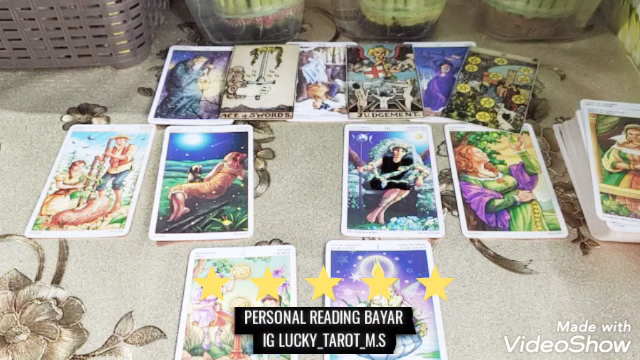 ACE of SWORDS.
JUDGEMENT.
PERSONAL READING BAYAR
IG LUCKY_TAROT_M.S
Made with
VideoShow